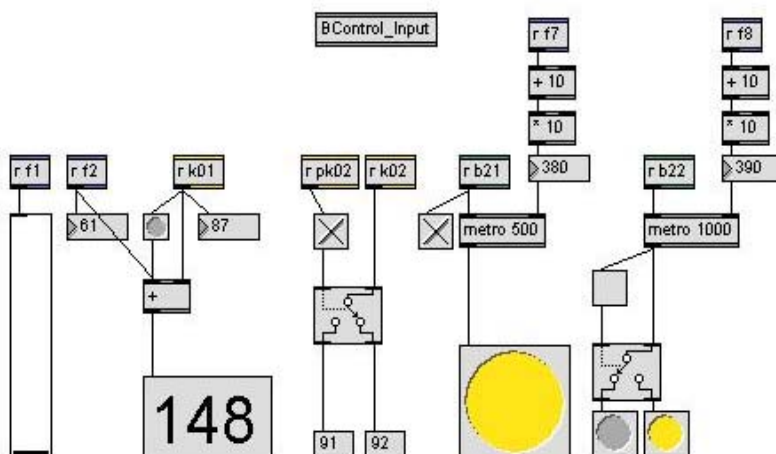 BControl_Input
r f7
r f8
+ 10
+ 10
* 10
* 10
r f1
r f2
r k01
r pk02
r k02
r b21
380
r b22
390
61
87
metro 500
metro 1000
+
148
91
92